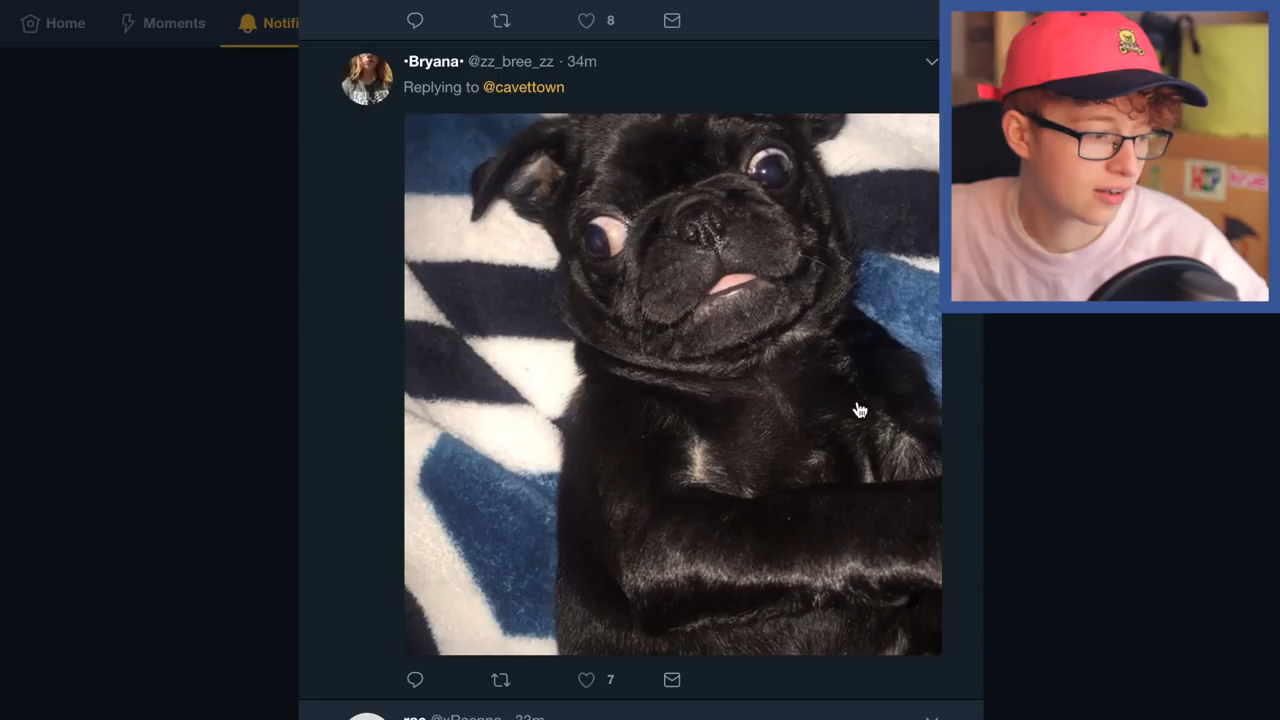 Home
Moments
Notifi
8
•Bryana• @zz_bree_zz · 34m
Replying to @cavettown
7